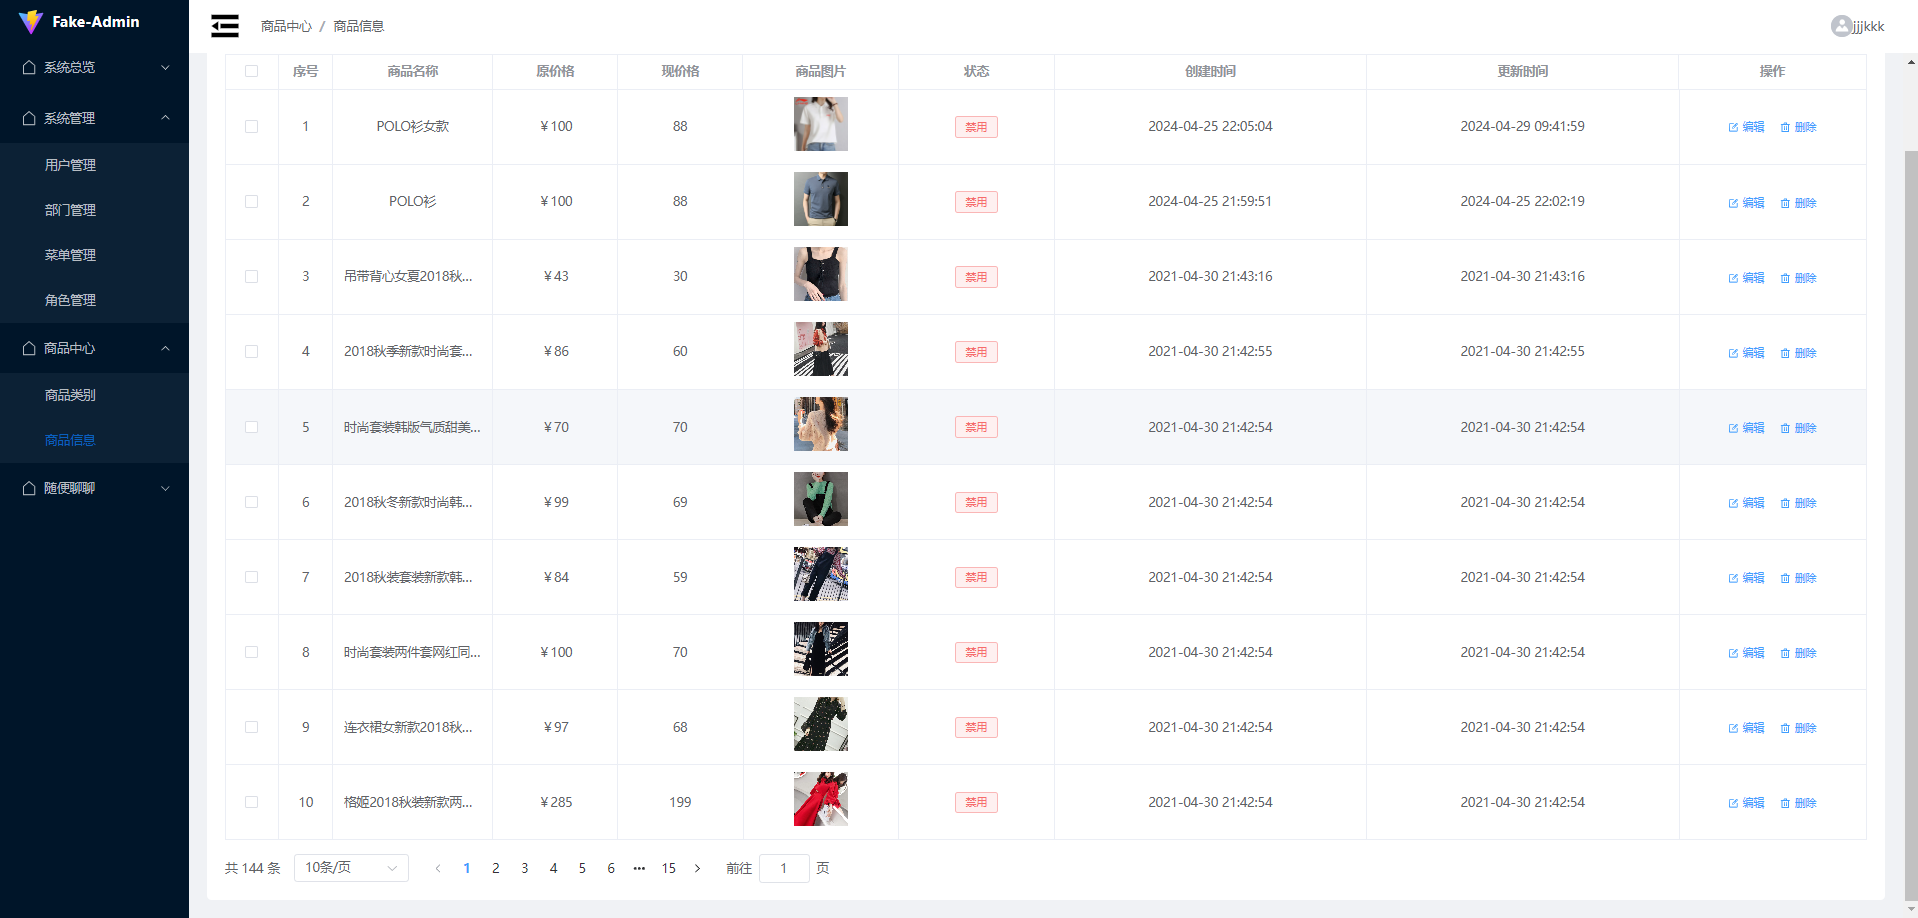 Fake-Admin
商品中心 / 商品信息
jjjkkk
系统总览
系统管理
用户管理
部门管理
菜单管理
角色管理
商品中心
商品类别
商品信息
随便聊聊
序号 商品名称 原价格 现价格 商品图片 状态 创建时间 更新时间 操作
1 POLO衫女款 ¥100 88 禁用 2024-04-25 22:05:04 2024-04-29 09:41:59 编辑 删除
2 POLO衫 ¥100 88 禁用 2024-04-25 21:59:51 2024-04-25 22:02:19 编辑 删除
3 吊带背心女夏2018秋... ¥43 30 禁用 2021-04-30 21:43:16 2021-04-30 21:43:16 编辑 删除
4 2018秋季新款时尚套... ¥86 60 禁用 2021-04-30 21:42:55 2021-04-30 21:42:55 编辑 删除
5 时尚套装韩版气质甜美... ¥70 70 禁用 2021-04-30 21:42:54 2021-04-30 21:42:54 编辑 删除
6 2018秋冬新款时尚韩... ¥99 69 禁用 2021-04-30 21:42:54 2021-04-30 21:42:54 编辑 删除
7 2018秋装套装新款韩... ¥84 59 禁用 2021-04-30 21:42:54 2021-04-30 21:42:54 编辑 删除
8 时尚套装两件套网红同... ¥100 70 禁用 2021-04-30 21:42:54 2021-04-30 21:42:54 编辑 删除
9 连衣裙女新款2018秋... ¥97 68 禁用 2021-04-30 21:42:54 2021-04-30 21:42:54 编辑 删除
10 格姬2018秋装新款两... ¥285 199 禁用 2021-04-30 21:42:54 2021-04-30 21:42:54 编辑 删除
共 144 条 10条/页 1 2 3 4 5 6 ••• 15 前往 1 页